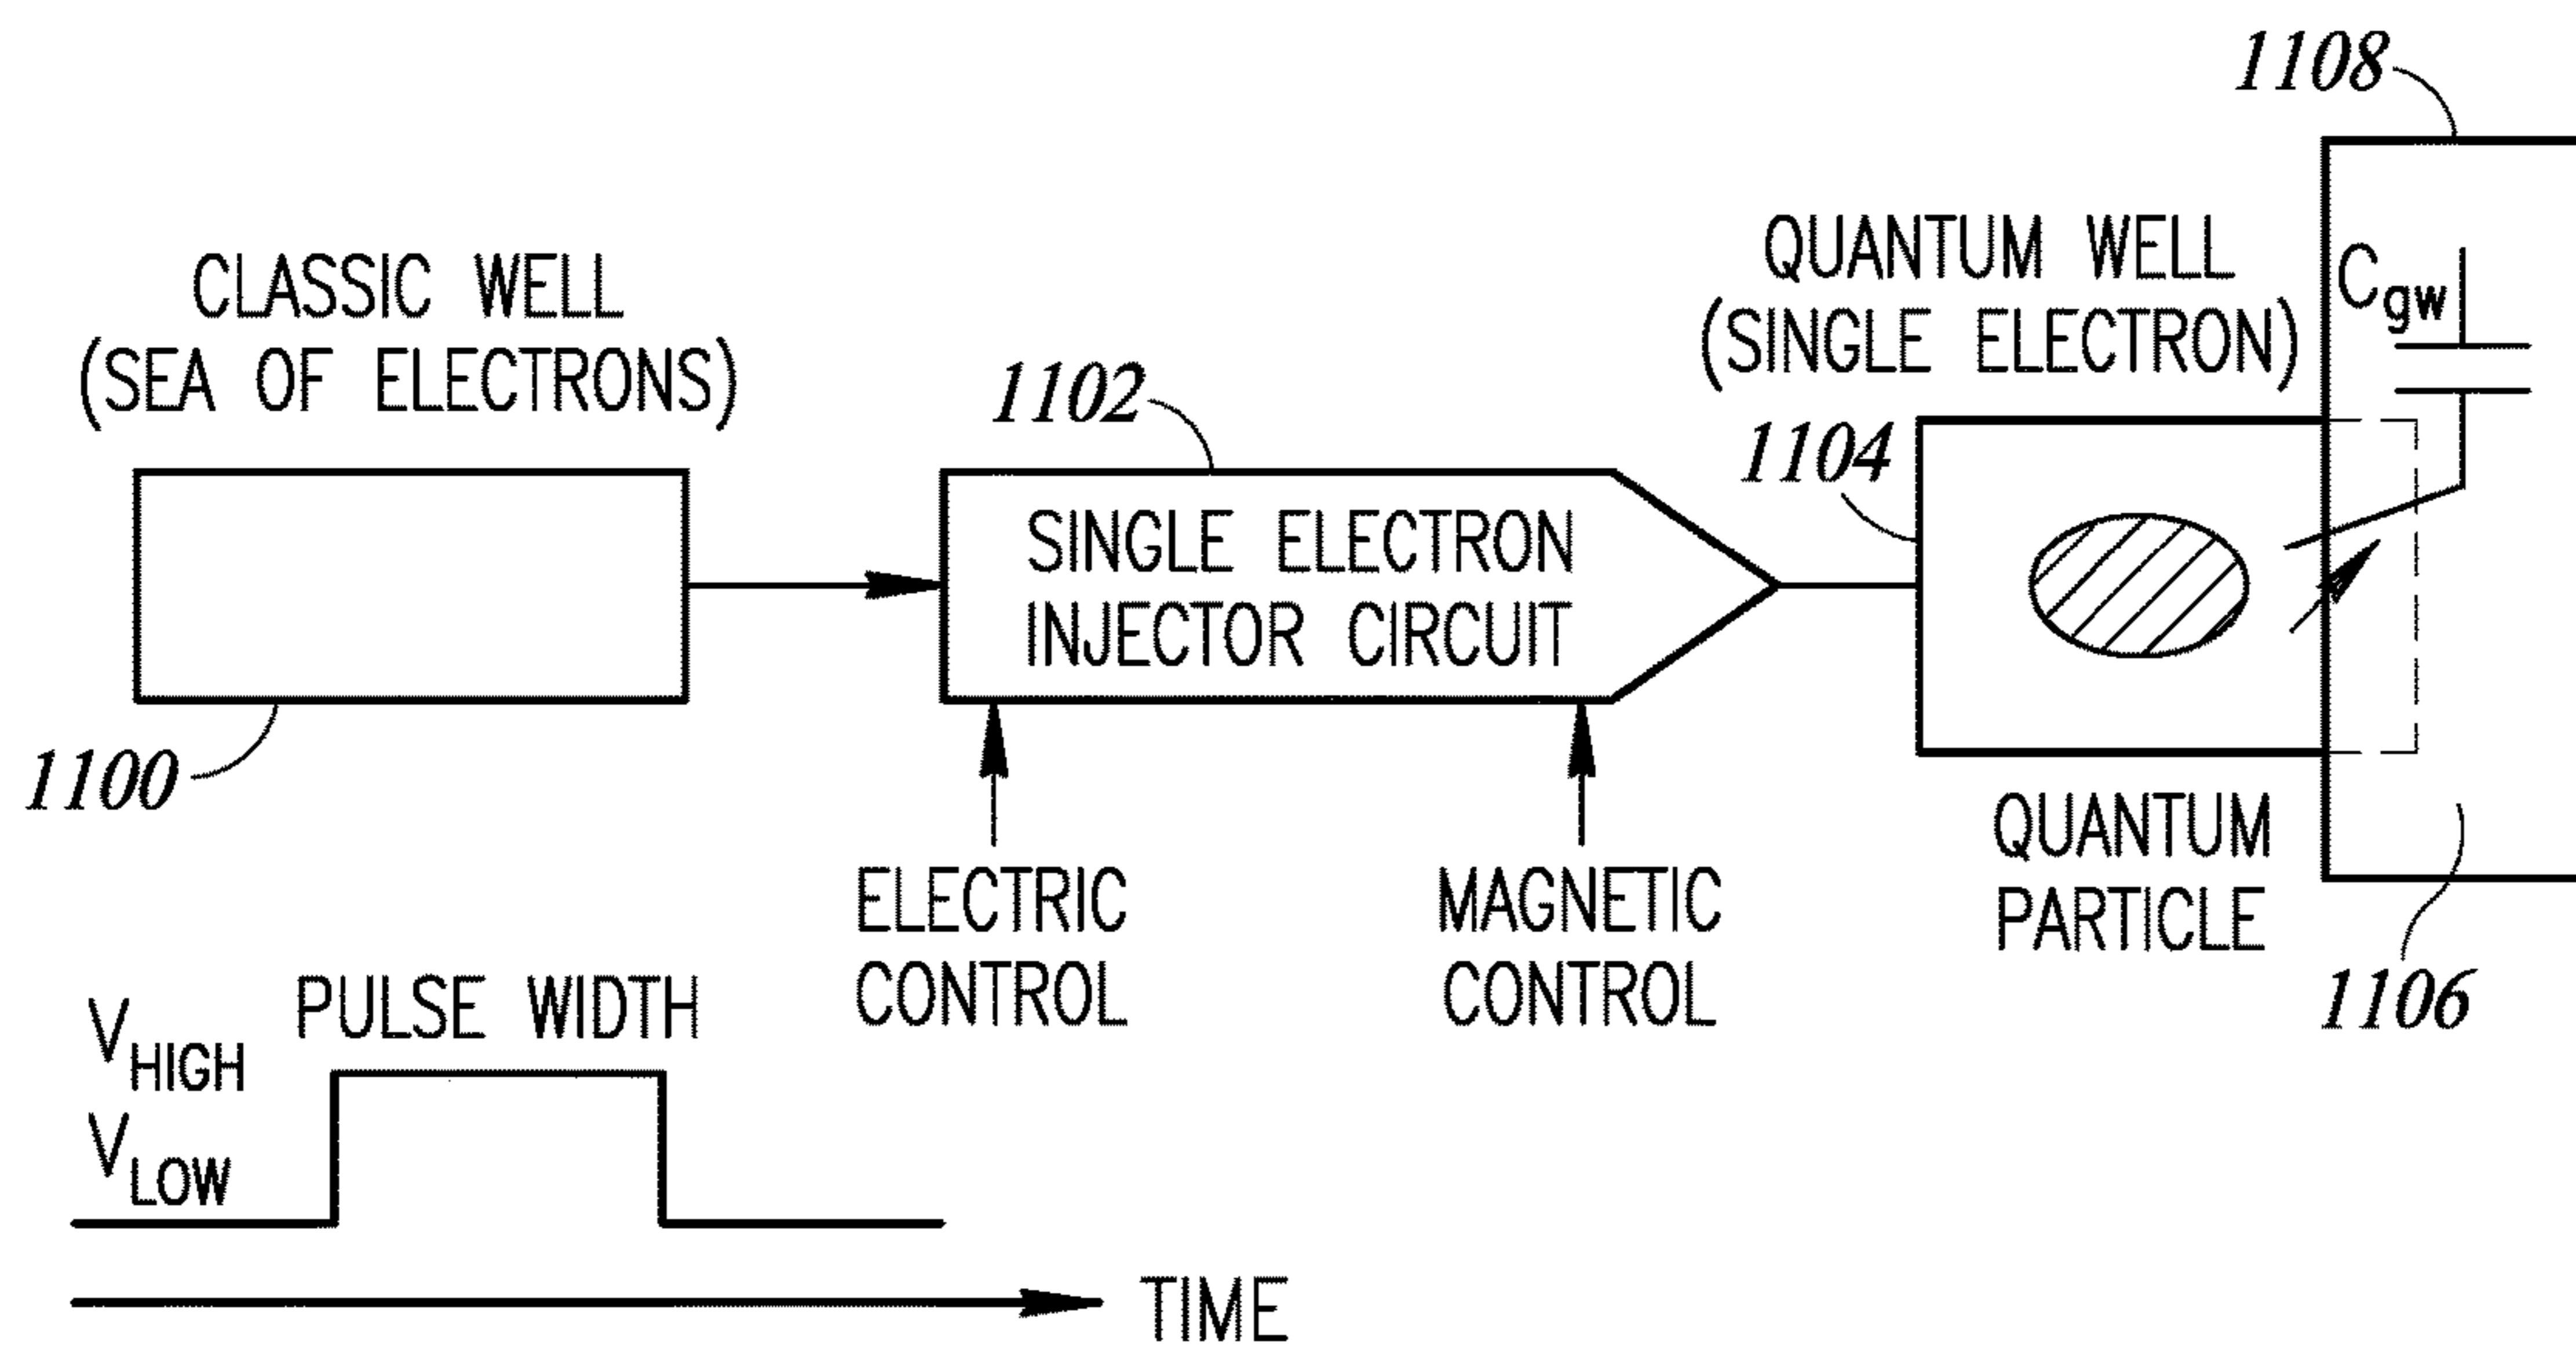 1108
CLASSIC WELL
(SEA OF ELECTRONS)
1100
1102
SINGLE ELECTRON
INJECTOR CIRCUIT
ELECTRIC
CONTROL
MAGNETIC
CONTROL
QUANTUM WELL
(SINGLE ELECTRON)
1104
Cgw
QUANTUM
PARTICLE
1106
VHIGH
VLOW
PULSE WIDTH
TIME